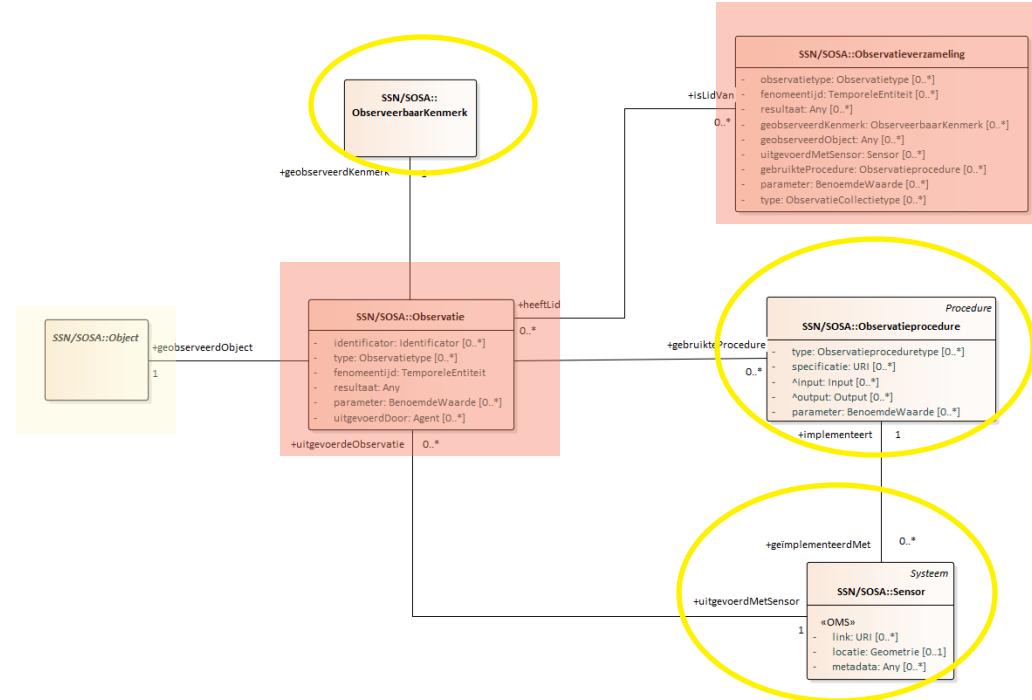 SSN/SOSA::
ObserveerbaarKenmerk
+geobserveerdKenmerk
1
SSN/SOSA::Observatieverzameling
- observatietype: Observatietype [0..*]
- fenomeentijd: TemporeleEntiteit [0..*]
- resultaat: Any [0..*]
- geobserveerdKenmerk: ObserveerbaarKenmerk [0..*]
- geobserveerdObject: Any [0..*]
- uitgevoerdMetSensor: Sensor [0..*]
- gebruikteProcedure: Observatieprocedure [0..*]
- parameter: BenoemdeWaarde [0..*]
- type: ObservatieCollectietype [0..*]
+isLidVan
0..*
SSN/SOSA::Object
+geobserveerdObject
1
SSN/SOSA::Observatie
- identificator: Identificator [0..*]
- type: Observatietype [0..*]
- fenomeentijd: TemporeleEntiteit
- resultaat: Any
- parameter: BenoemdeWaarde [0..*]
- uitgevoerdDoor: Agent [0..*]
+heeftLid
0..*
+gebruikteProcedure
0..*
Procedure
SSN/SOSA::Observatieprocedure
- type: Observatieproceduretype [0..*]
- specificatie: URI [0..*]
- ^input: Input [0..*]
- ^output: Output [0..*]
- parameter: BenoemdeWaarde [0..*]
+uitgevoerdeObservatie 0..*
+implementeert 1
+geïmplementeerdMet 0..*
+uitgevoerdMetSensor
1
Systeem
SSN/SOSA::Sensor
«OMS»
- link: URI [0..*]
- locatie: Geometrie [0..1]
- metadata: Any [0..*]